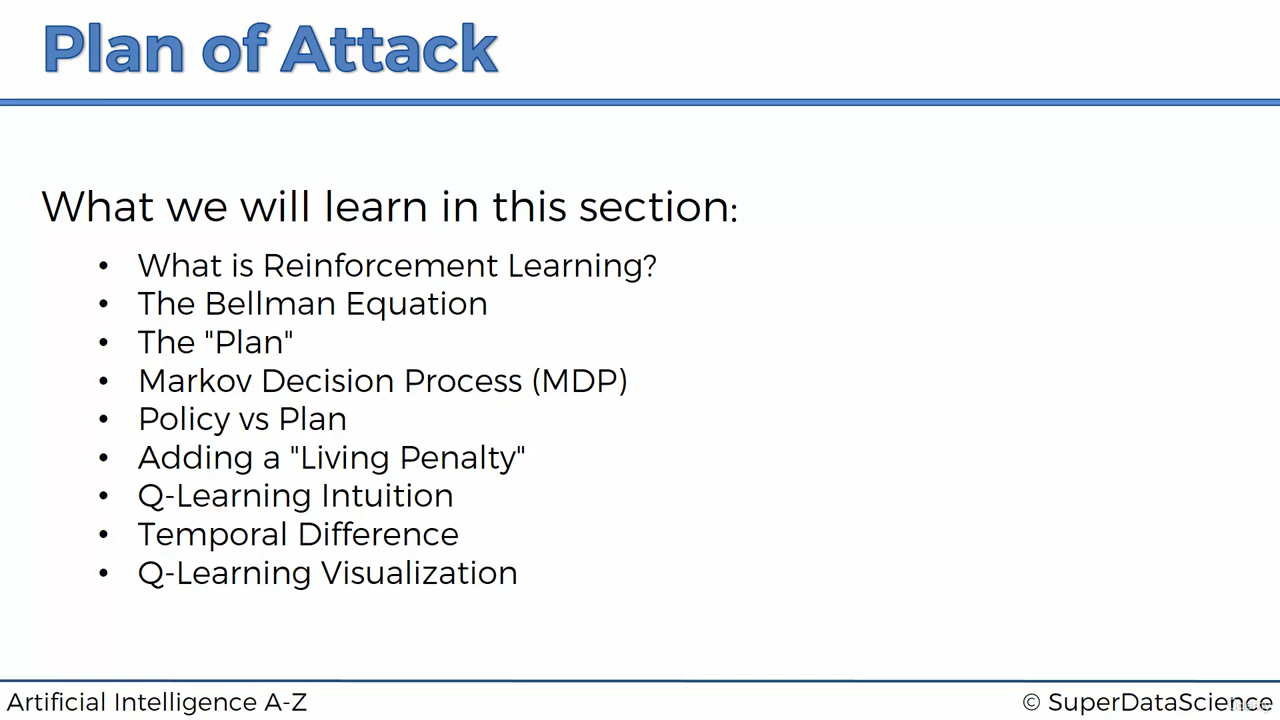 Plan of Attack
What we will learn in this section:
• What is Reinforcement Learning?
• The Bellman Equation
• The "Plan"
• Markov Decision Process (MDP)
• Policy vs Plan
• Adding a "Living Penalty"
• Q-Learning Intuition
• Temporal Difference
• Q-Learning Visualization
Artificial Intelligence A-Z
© SuperDataScience